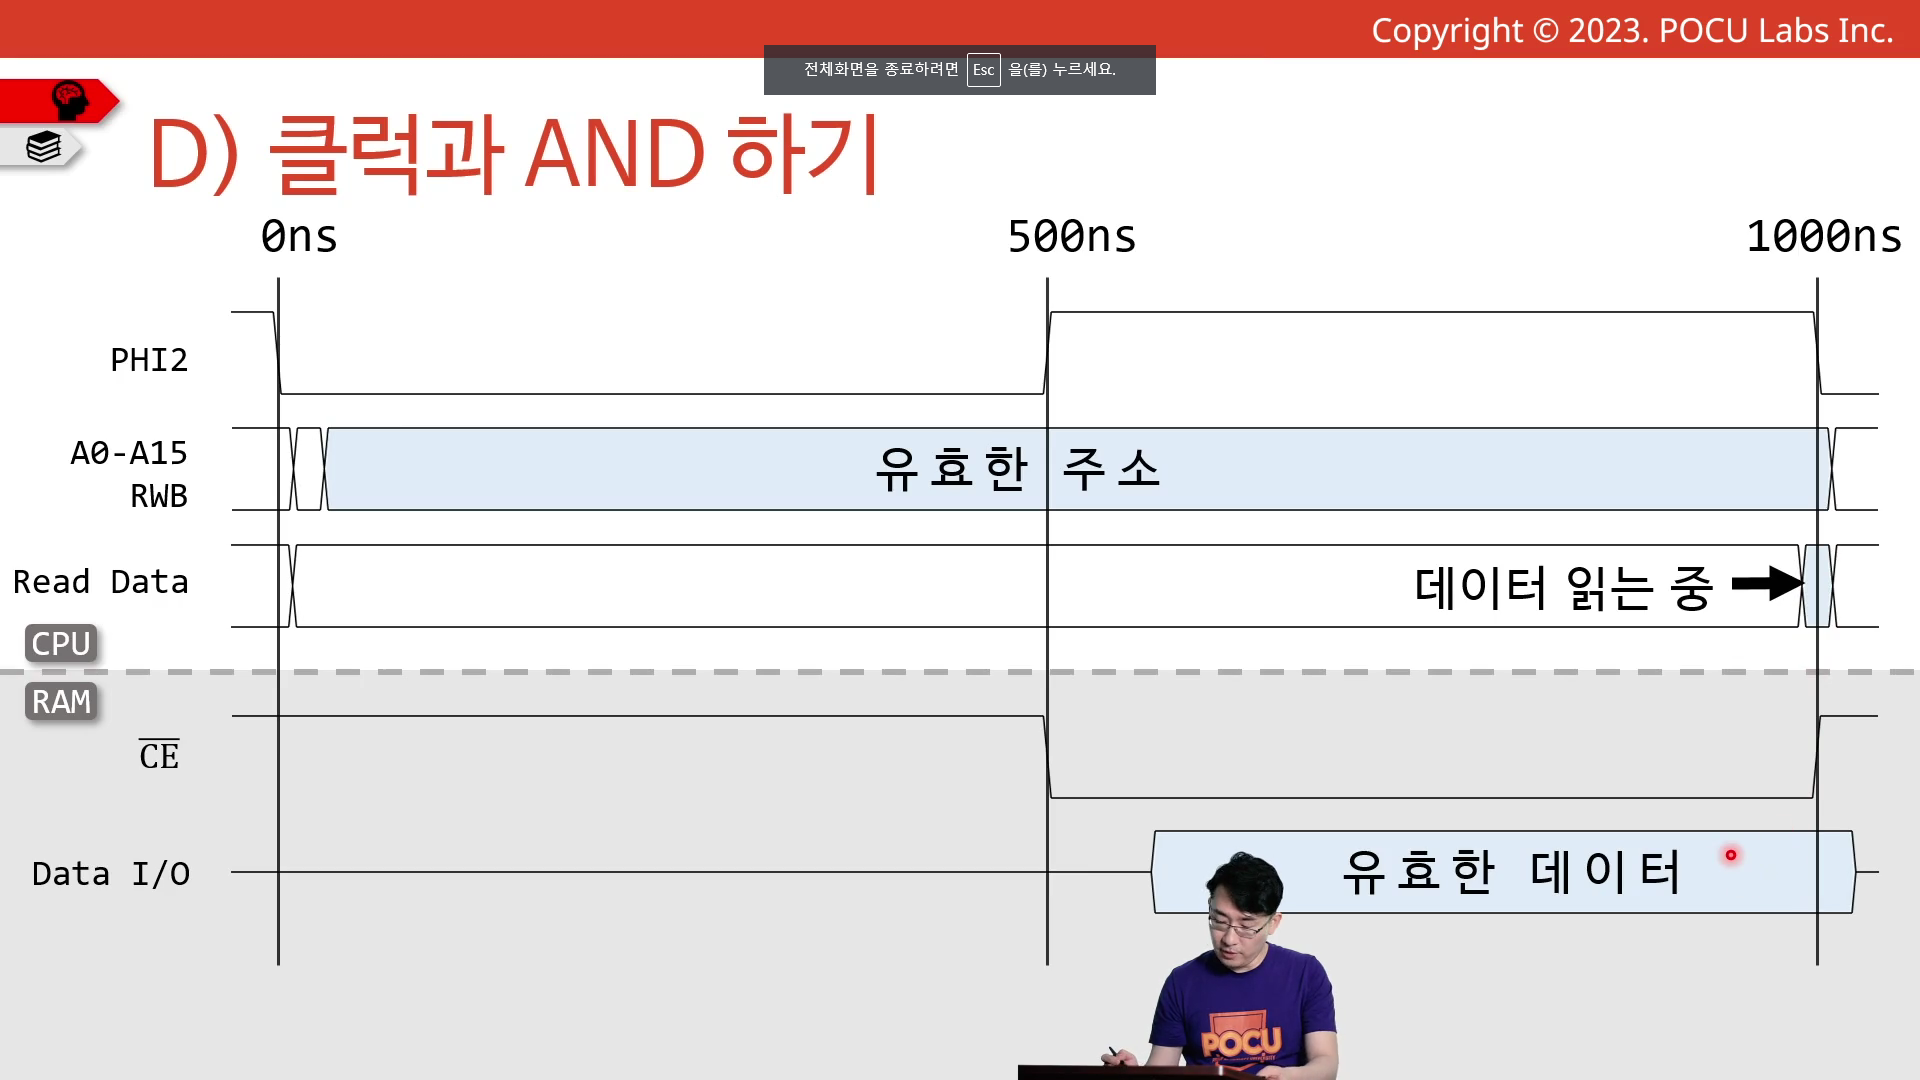 Copyright © 2023. POCU Labs Inc.
전체화면을 종료하려면 Esc 을(를) 누르세요.
D) 클럭과 AND 하기
0ns 500ns 1000ns
PHI2
A0-A15
RWB
유효한 주소
Read Data
데이터 읽는 중
CPU
RAM
CE
Data I/O
유효한 데이터
POCU